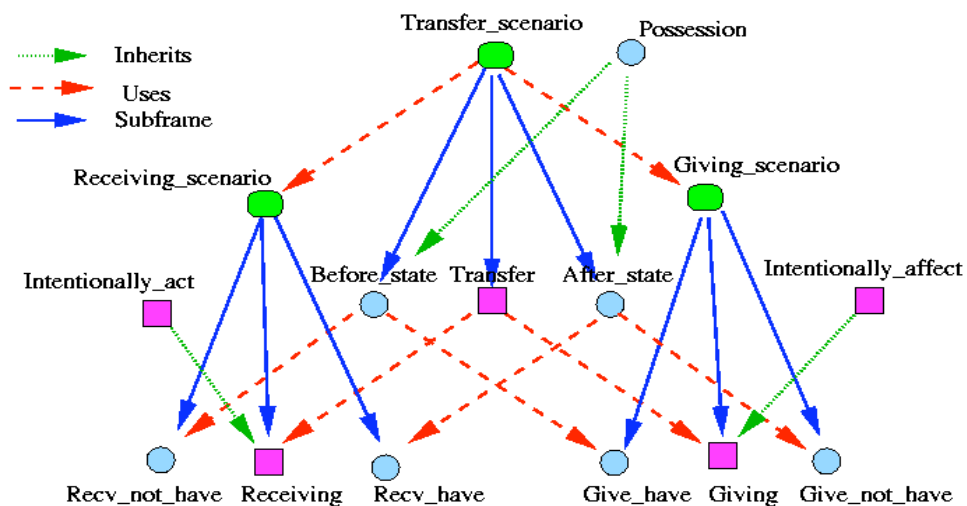 Transfer_scenario
Possession
Inherits
Uses
Subframe
Receiving_scenario
Giving_scenario
Intentionally_act
Before_state
Transfer
After_state
Intentionally_affect
Recv_not_have
Receiving
Recv_have
Give_have
Giving
Give_not_have